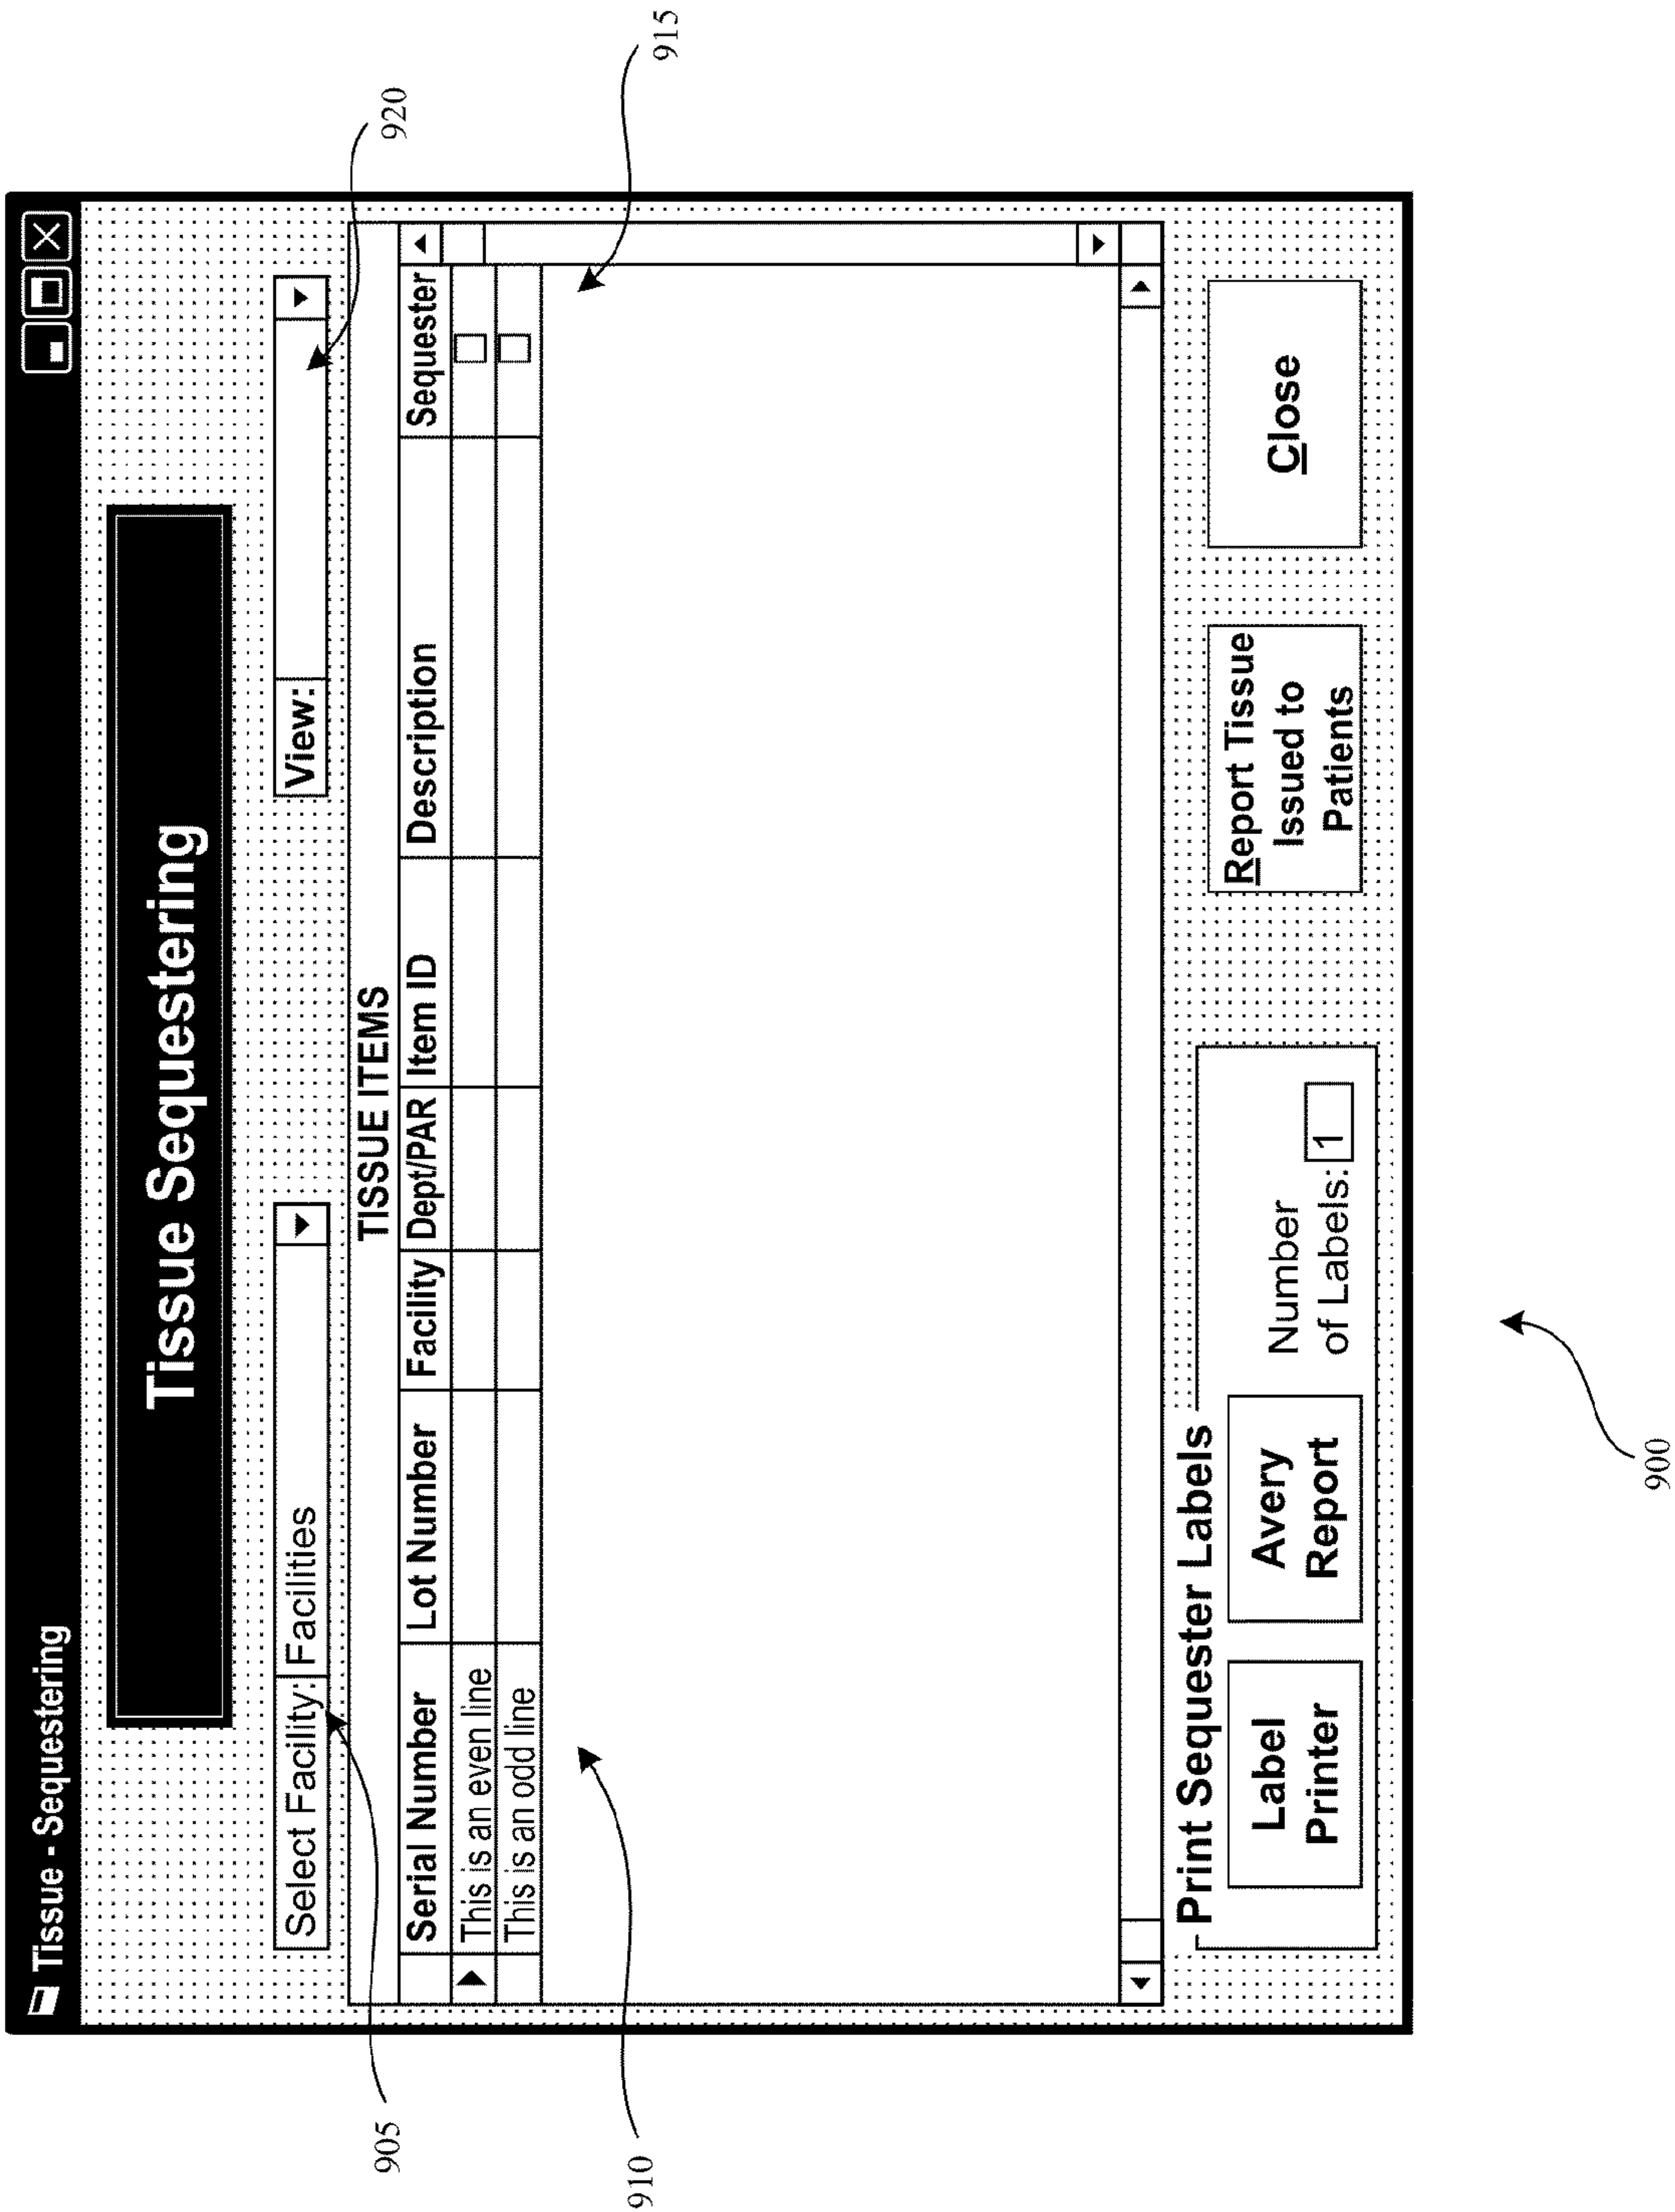 Tissue - Sequestering
Tissue Sequestering
Select Facility: Facilities
View:
920
915
TISSUE ITEMS
Serial Number Lot Number Facility Dept/PAR Item ID Description Sequester
This is an even line
This is an odd line
905
910
Print Sequester Labels
Label
Printer
Avery
Report
Number
of Labels: 1
Report Tissue
Issued to
Patients
Close
900